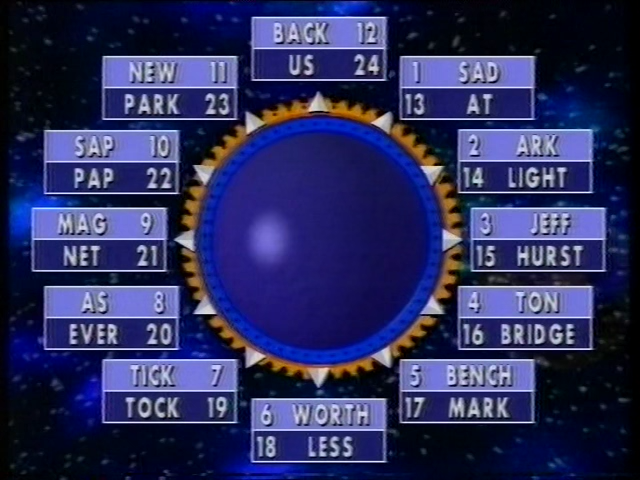 BACK 12
US 24
NEW 11
PARK 23
1 SAD
13 AT
SAP 10
PAP 22
2 ARK
14 LIGHT
MAG 9
NET 21
3 JEFF
15 HURST
AS 8
EVER 20
4 TON
16 BRIDGE
TICK 7
TOCK 19
5 BENCH
17 MARK
6 WORTH
18 LESS